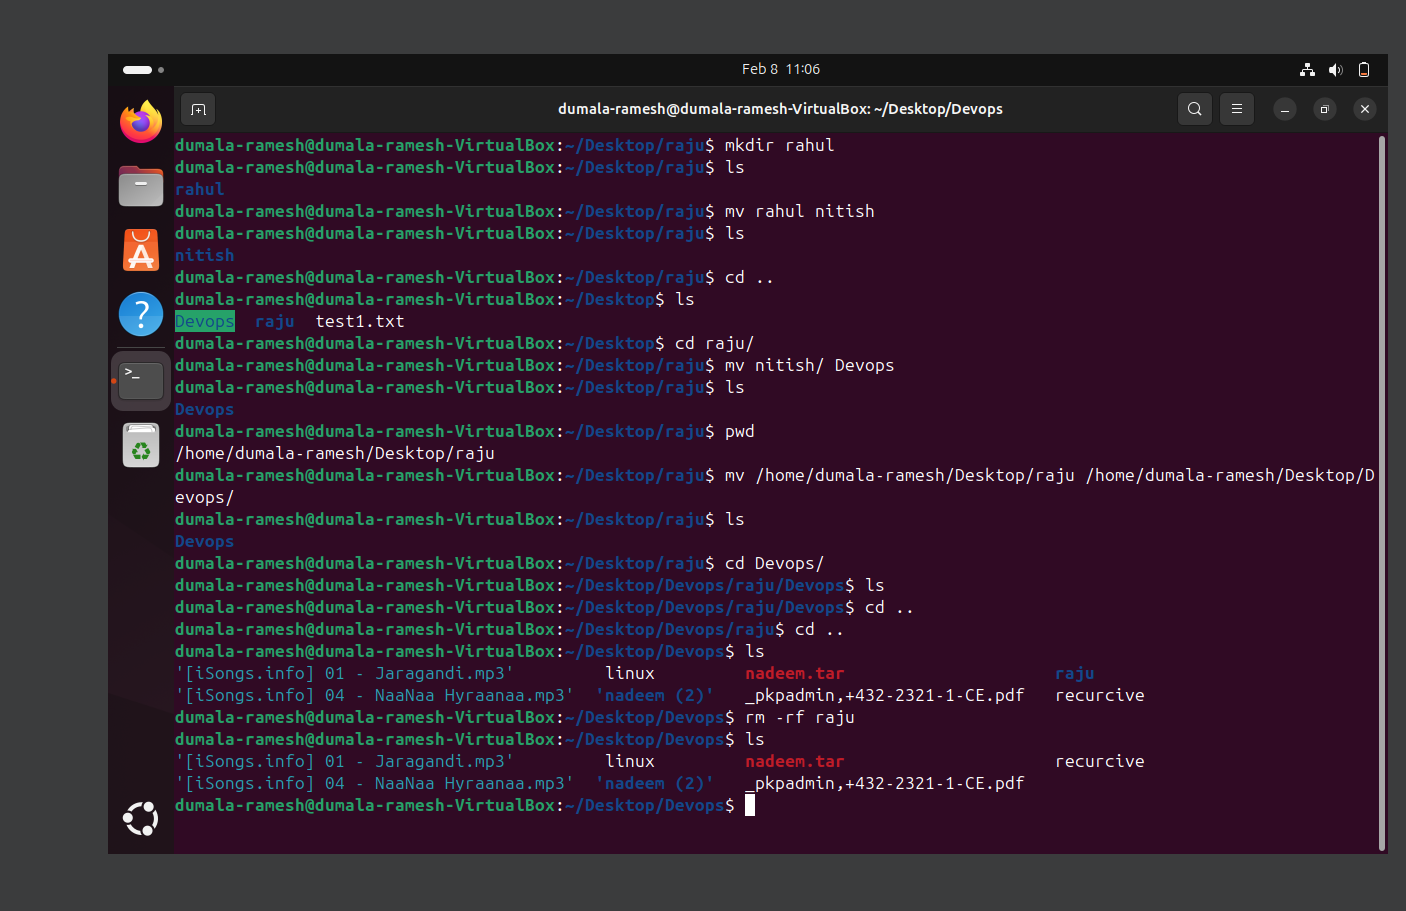 Feb 8 11:06
dumala-ramesh@dumala-ramesh-VirtualBox: ~/Desktop/Devops
dumala-ramesh@dumala-ramesh-VirtualBox:~/Desktop/raju$ mkdir rahul
dumala-ramesh@dumala-ramesh-VirtualBox:~/Desktop/raju$ ls
rahul
dumala-ramesh@dumala-ramesh-VirtualBox:~/Desktop/raju$ mv rahul nitish
dumala-ramesh@dumala-ramesh-VirtualBox:~/Desktop/raju$ ls
nitish
dumala-ramesh@dumala-ramesh-VirtualBox:~/Desktop/raju$ cd ..
dumala-ramesh@dumala-ramesh-VirtualBox:~/Desktop$ ls
Devops  raju  test1.txt
dumala-ramesh@dumala-ramesh-VirtualBox:~/Desktop$ cd raju/
dumala-ramesh@dumala-ramesh-VirtualBox:~/Desktop/raju$ mv nitish/ Devops
dumala-ramesh@dumala-ramesh-VirtualBox:~/Desktop/raju$ ls
Devops
dumala-ramesh@dumala-ramesh-VirtualBox:~/Desktop/raju$ pwd
/home/dumala-ramesh/Desktop/raju
dumala-ramesh@dumala-ramesh-VirtualBox:~/Desktop/raju$ mv /home/dumala-ramesh/Desktop/raju /home/dumala-ramesh/Desktop/D
evops/
dumala-ramesh@dumala-ramesh-VirtualBox:~/Desktop/raju$ ls
Devops
dumala-ramesh@dumala-ramesh-VirtualBox:~/Desktop/raju$ cd Devops/
dumala-ramesh@dumala-ramesh-VirtualBox:~/Desktop/Devops/raju/Devops$ ls
dumala-ramesh@dumala-ramesh-VirtualBox:~/Desktop/Devops/raju/Devops$ cd ..
dumala-ramesh@dumala-ramesh-VirtualBox:~/Desktop/Devops/raju$ cd ..
dumala-ramesh@dumala-ramesh-VirtualBox:~/Desktop/Devops$ ls
'[iSongs.info] 01 - Jaragandi.mp3'  linux  nadeem.tar  raju
'[iSongs.info] 04 - NaaNaa Hyraanaa.mp3'  'nadeem (2)'  _pkpadmin,+432-2321-1-CE.pdf  recurcive
dumala-ramesh@dumala-ramesh-VirtualBox:~/Desktop/Devops$ rm -rf raju
dumala-ramesh@dumala-ramesh-VirtualBox:~/Desktop/Devops$ ls
'[iSongs.info] 01 - Jaragandi.mp3'  linux  nadeem.tar  recurcive
'[iSongs.info] 04 - NaaNaa Hyraanaa.mp3'  'nadeem (2)'  _pkpadmin,+432-2321-1-CE.pdf
dumala-ramesh@dumala-ramesh-VirtualBox:~/Desktop/Devops$